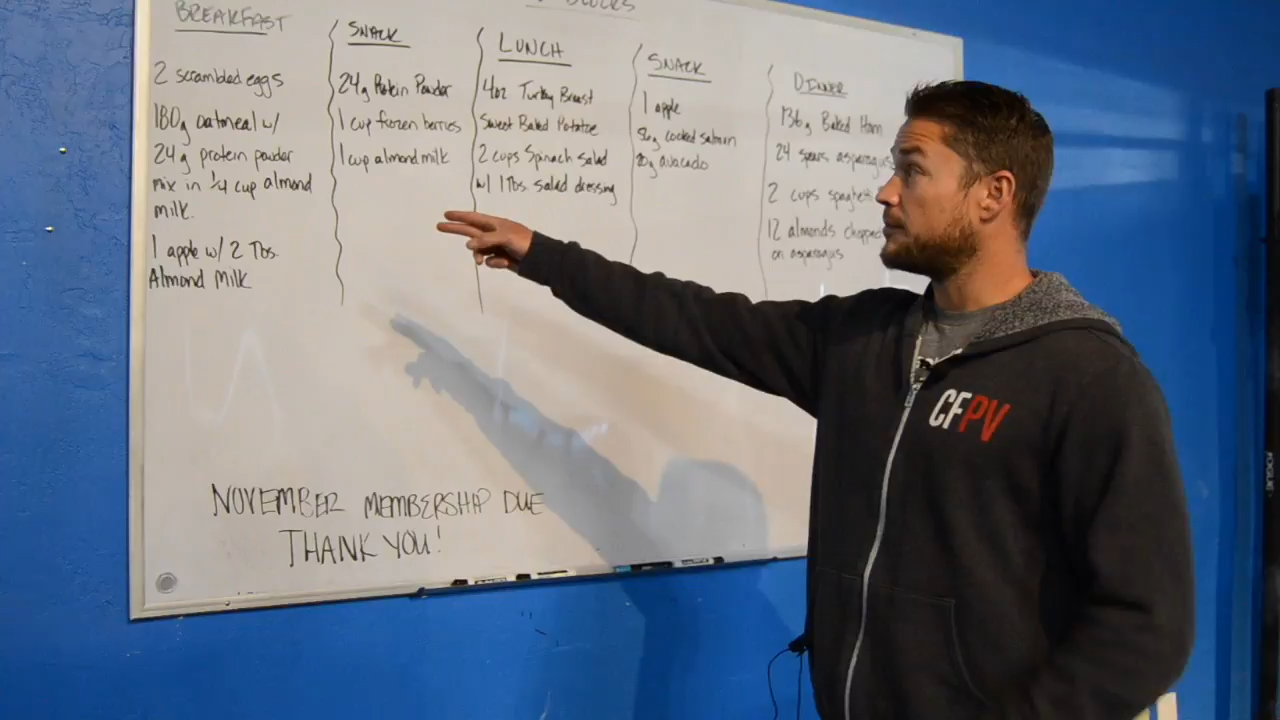 BLOCKS
BREAKFAST
2 scrambled eggs
180g oatmeal w/
24g protein powder
mix in 1/4 cup almond
milk.
1 apple w/ 2 Tbs.
Almond Milk
SNACK
24g Protein Powder
1 cup frozen berries
1 cup almond milk
LUNCH
4oz Turkey Breast
Sweet Baked Potatoe
2 cups Spinach salad
w/ 1 Tbs. salad dressing
SNACK
1 apple
cooked salmon
avocado
DINNER
136g Baked Ham
24 spears asparagus
2 cups spaghetti
12 almonds chopped
on asparagus
NOVEMBER MEMBERSHIP DUE
THANK YOU!
CFPV
ROGUE